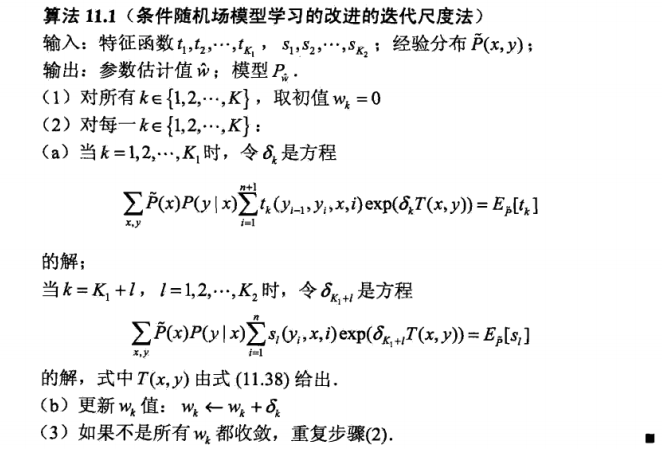 算法 11.1（条件随机场模型学习的改进的迭代尺度法）
输入：特征函数 t₁,t₂,⋯,t_{K₁}， s₁,s₂,⋯,s_{K₂}；经验分布 P̃(x,y)；
输出：参数估计值 ŵ；模型 P_ŵ.
（1）对所有 k∈{1,2,⋯,K}，取初值 w_k = 0
（2）对每一 k∈{1,2,⋯,K}：
（a）当 k=1,2,⋯,K₁ 时，令 δ_k 是方程
∑_{x,y} P̃(x)P(y|x) ∑_{i=1}^{n+1} t_k(y_{i-1},y_i,x,i)exp(δ_k T(x,y)) = E_P̃[t_k]
的解；
当 k=K₁+l，l=1,2,⋯,K₂ 时，令 δ_{K₁+l} 是方程
∑_{x,y} P̃(x)P(y|x) ∑_{i=1}^{n} s_l(y_i,x,i)exp(δ_{K₁+l}T(x,y)) = E_P̃[s_l]
的解，式中 T(x,y) 由式 (11.38) 给出.
（b）更新 w_k 值：w_k ← w_k + δ_k
（3）如果不是所有 w_k 都收敛，重复步骤(2). ■